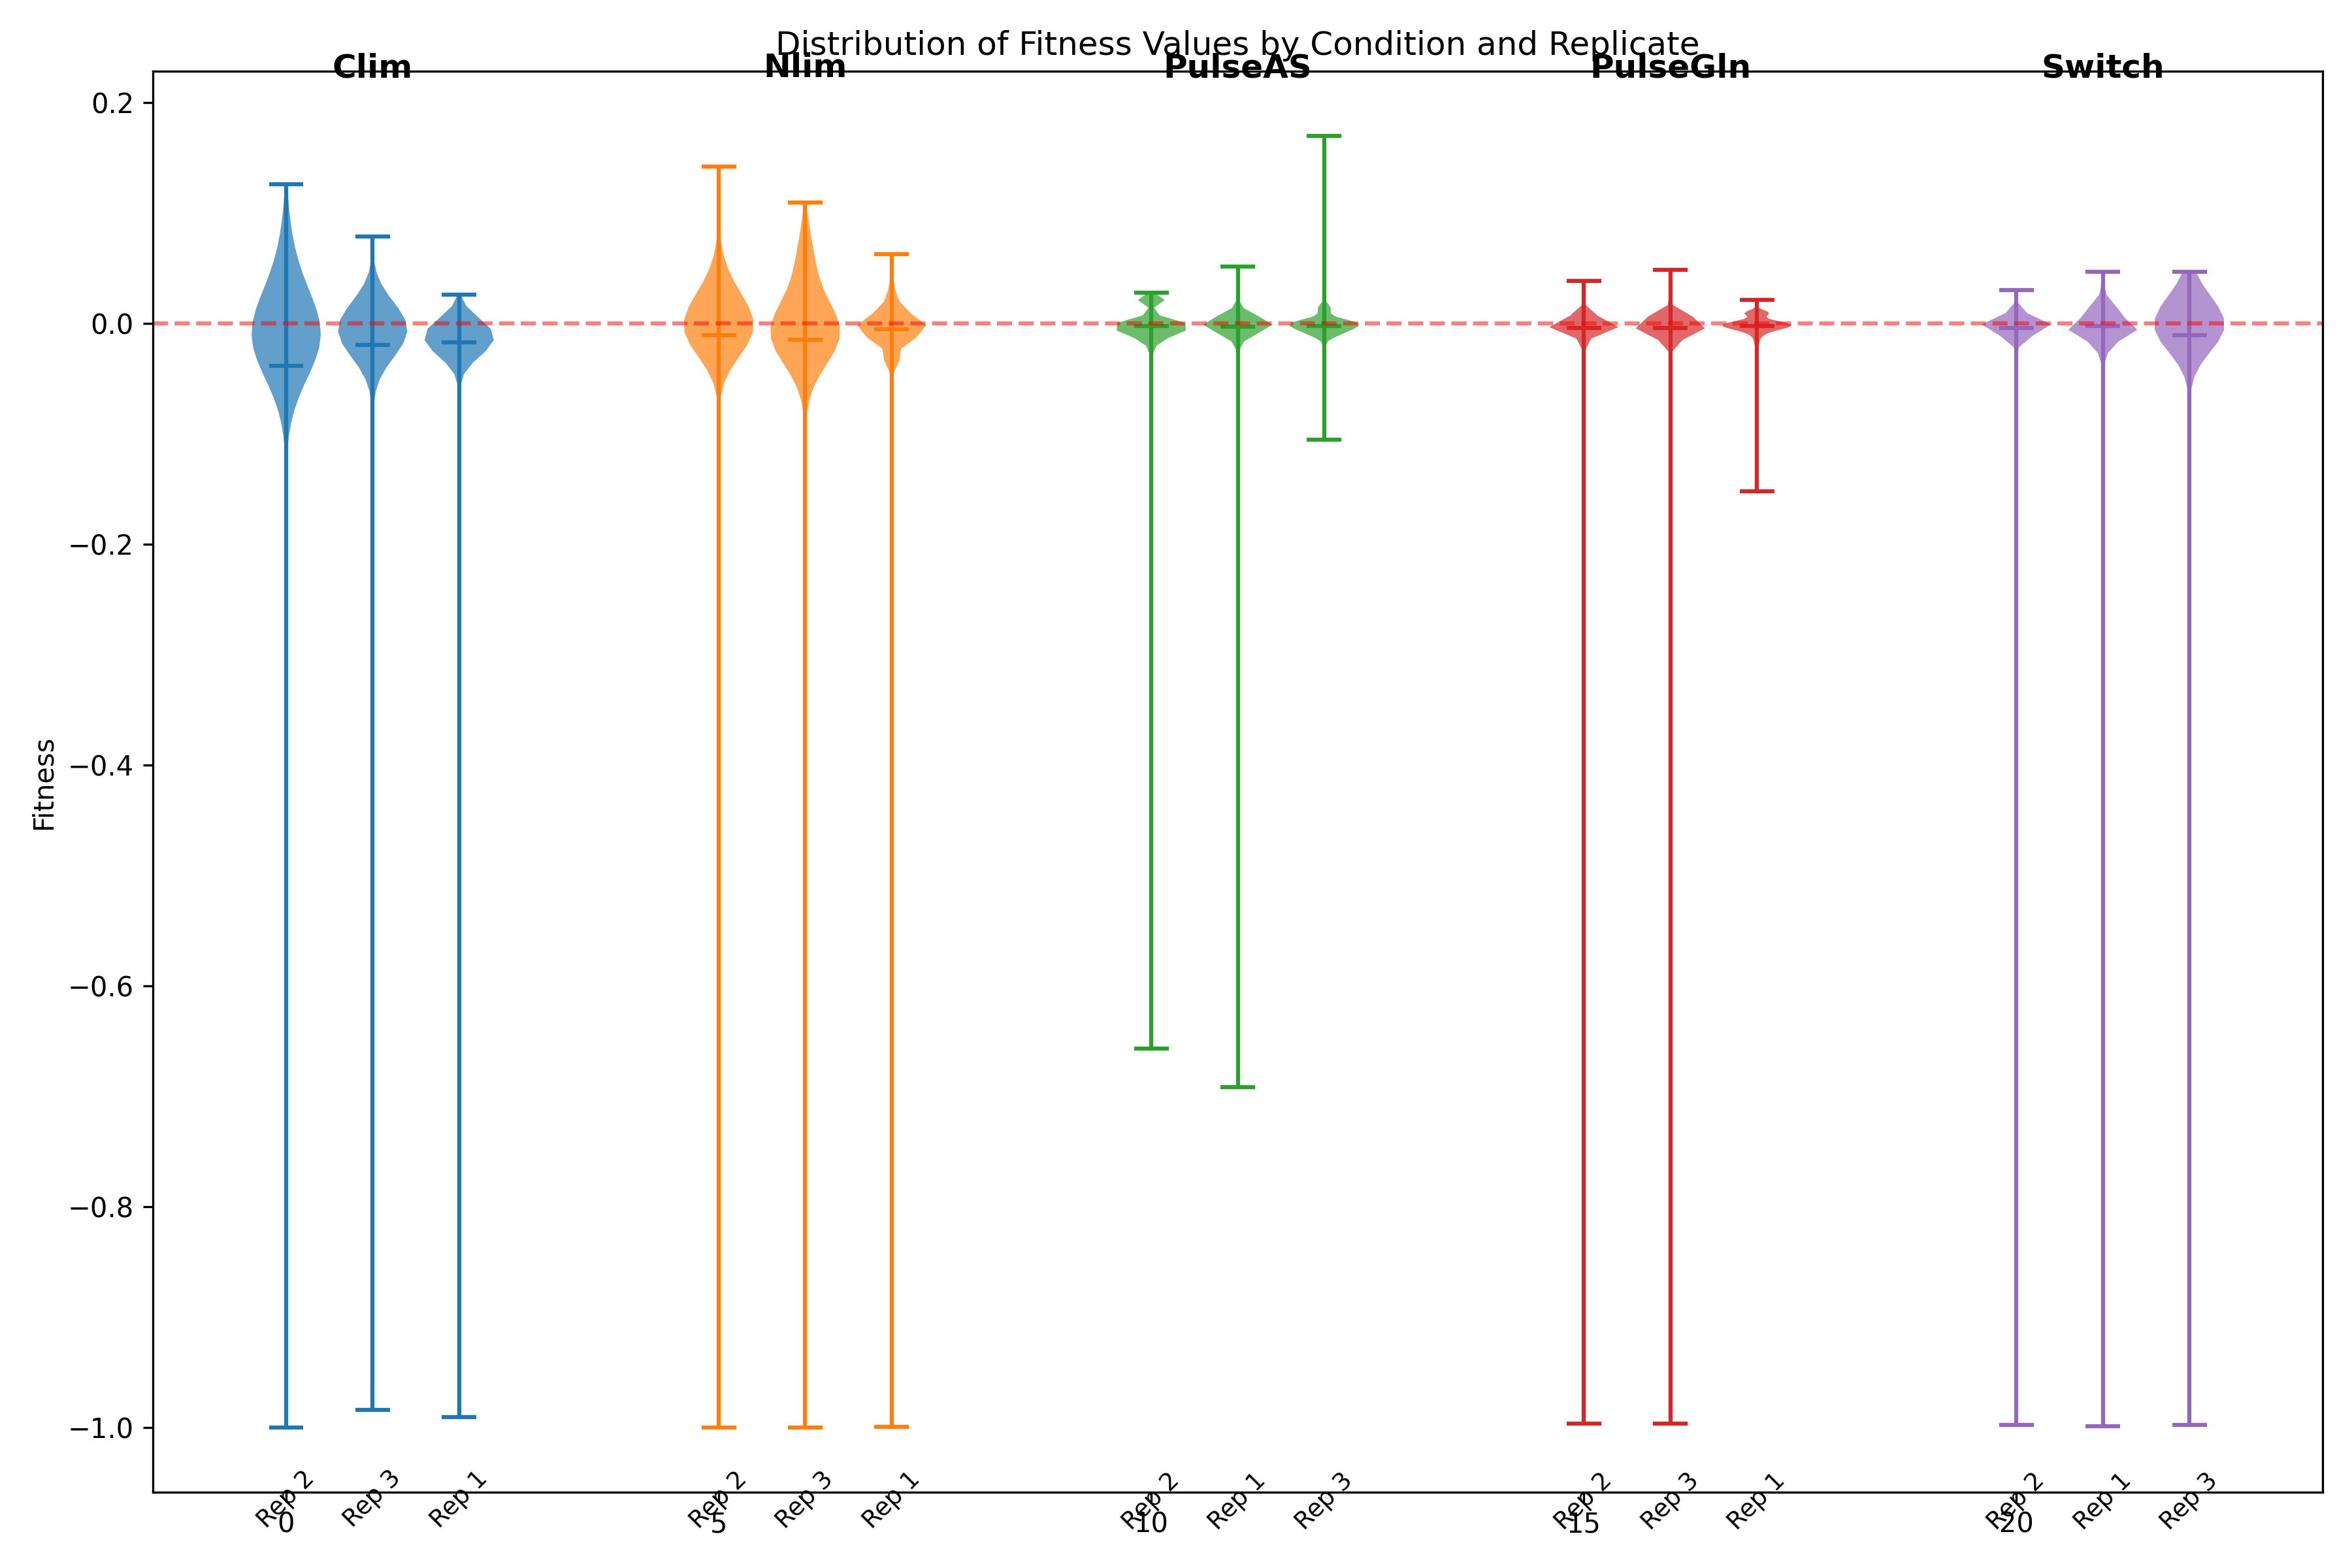 Distribution of Fitness Values by Condition and Replicate
Clim Nlim PulseAS PulseGln Switch
0.2
0.0
−0.2
−0.4
−0.6
−0.8
−1.0
Fitness
Rep 2 Rep 3 Rep 1 Rep 2 Rep 3 Rep 1 Rep 2 Rep 1 Rep 3 Rep 2 Rep 3 Rep 1 Rep 2 Rep 1 Rep 3
0 5 10 15 20